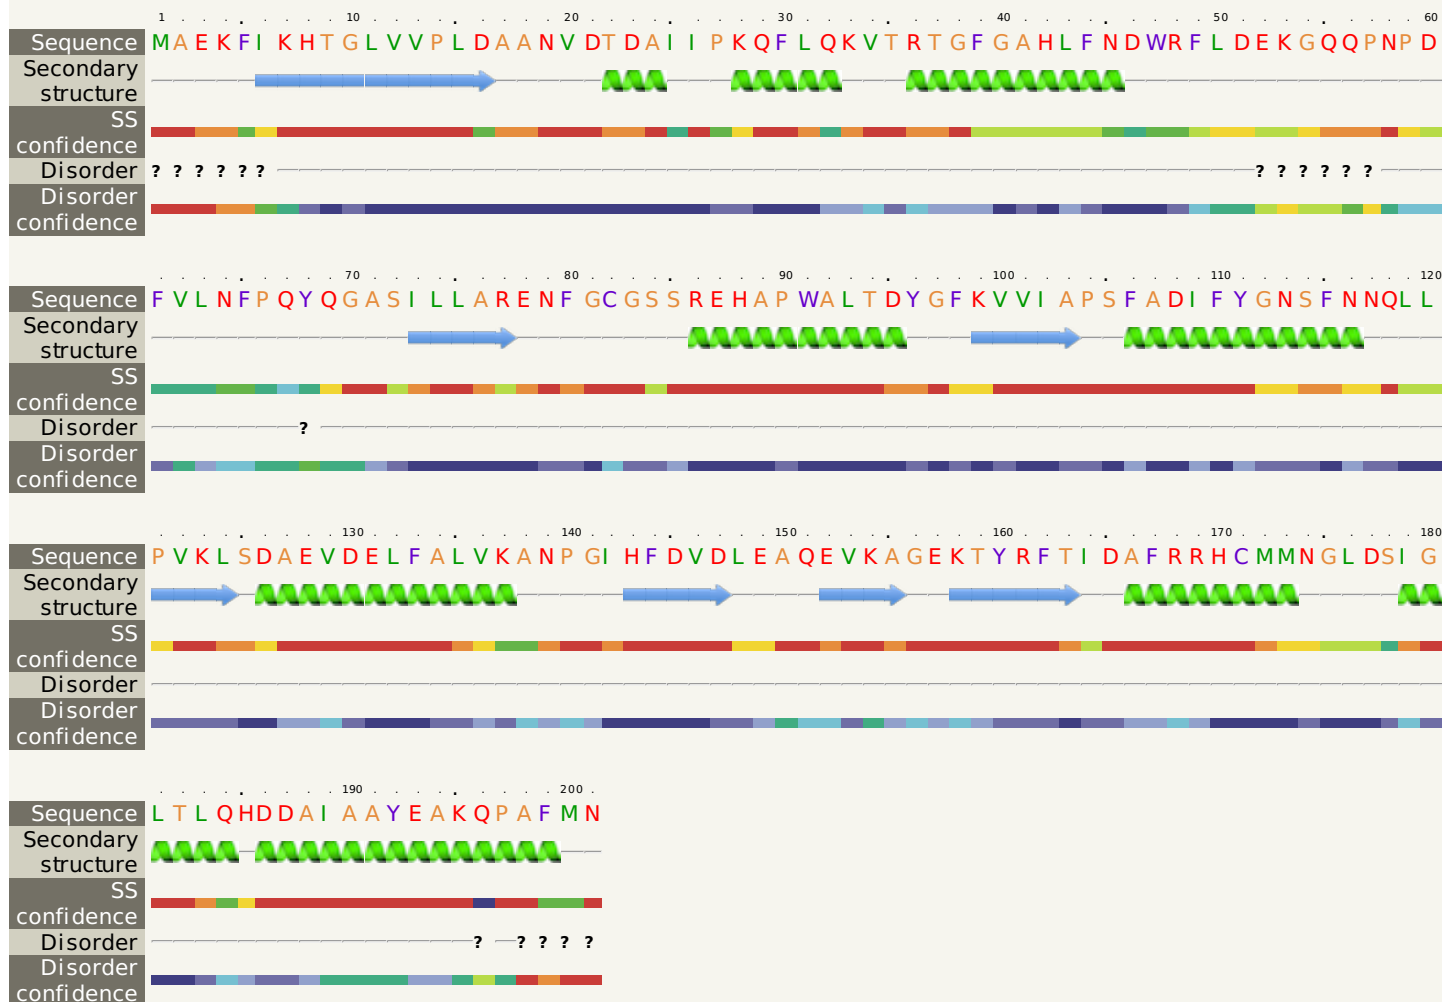 1 10 20 30 40 50 60
Sequence M A E K F I K H T G L V V P L D A A N V D T D A I I P K Q F L Q K V T R T G F G A H L F N D W R F L D E K G Q Q P N P D
Secondary
structure
SS
confidence
Disorder ? ? ? ? ? ? ? ? ? ? ? ?
Disorder
confidence
70 80 90 100 110 120
Sequence F V L N F P Q Y Q G A S I L L A R E N F G C G S S R E H A P W A L T D Y G F K V V I A P S F A D I F Y G N S F N N Q L L
Secondary
structure
SS
confidence
Disorder ?
Disorder
confidence
130 140 150 160 170 180
Sequence P V K L S D A E V D E L F A L V K A N P G I H F D V D L E A Q E V K A G E K T Y R F T I D A F R R H C M M N G L D S I G
Secondary
structure
SS
confidence
Disorder
Disorder
confidence
190 200
Sequence L T L Q H D D A I A A Y E A K Q P A F M N
Secondary
structure
SS
confidence
Disorder ? ? ? ? ?
Disorder
confidence